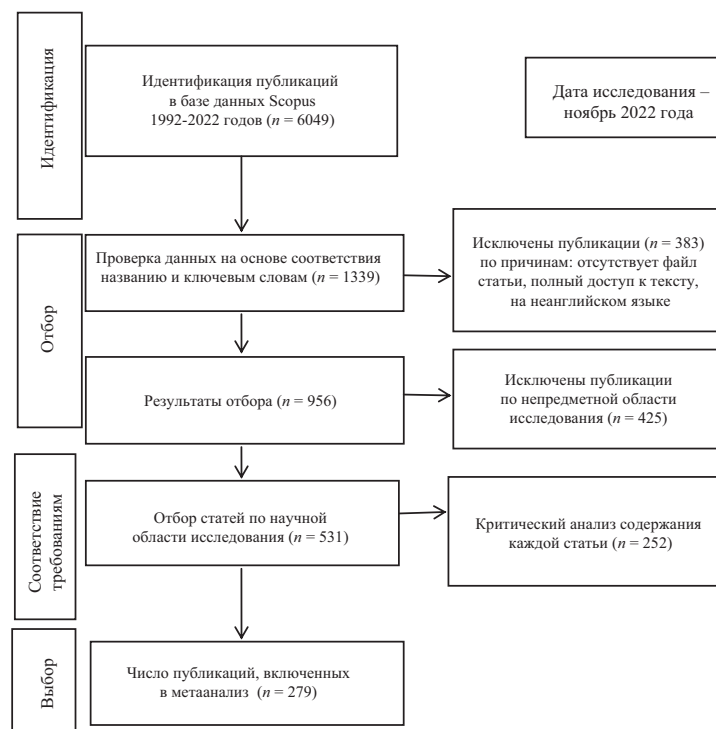 Идентификация
Идентификация публикаций
в базе данных Scopus
1992-2022 годов (n = 6049)
Дата исследования –
ноябрь 2022 года
Отбор
Проверка данных на основе соответствия
названию и ключевым словам (n = 1339)
Исключены публикации (n = 383)
по причинам: отсутствует файл
статьи, полный доступ к тексту,
на неанглийском языке
Результаты отбора (n = 956)
Исключены публикации
по непредметной области
исследования (n = 425)
Соответствие
требованиям
Отбор статей по научной
области исследования (n = 531)
Критический анализ содержания
каждой статьи (n = 252)
Выбор
Число публикаций, включенных
в метаанализ (n = 279)